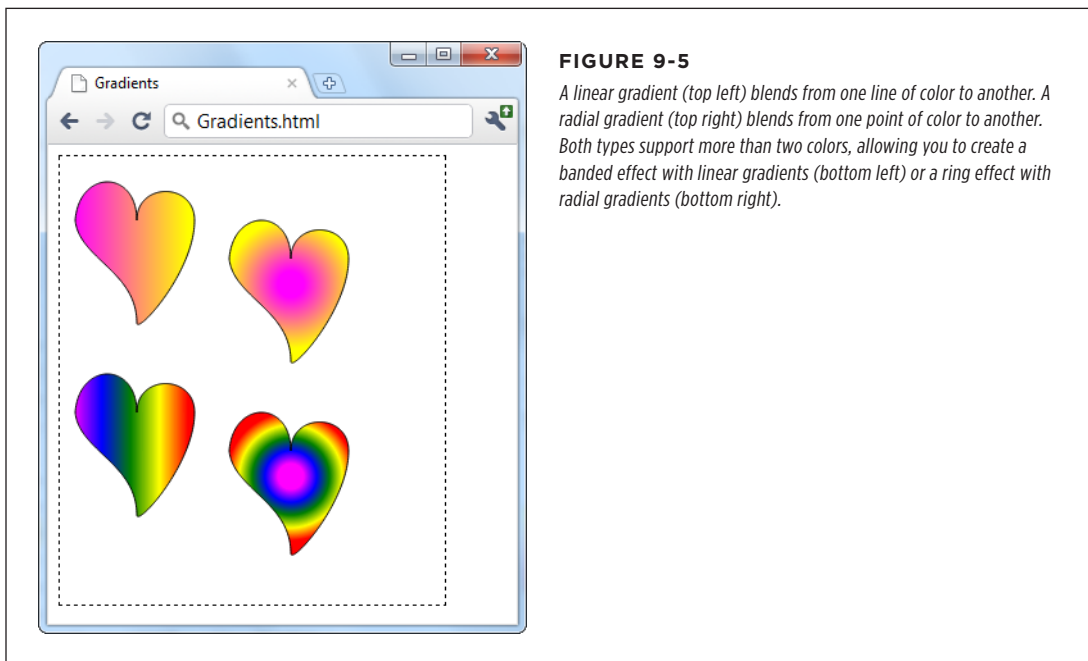 Gradients
Gradients.html
FIGURE 9-5
A linear gradient (top left) blends from one line of color to another. A
radial gradient (top right) blends from one point of color to another.
Both types support more than two colors, allowing you to create a
banded effect with linear gradients (bottom left) or a ring effect with
radial gradients (bottom right).